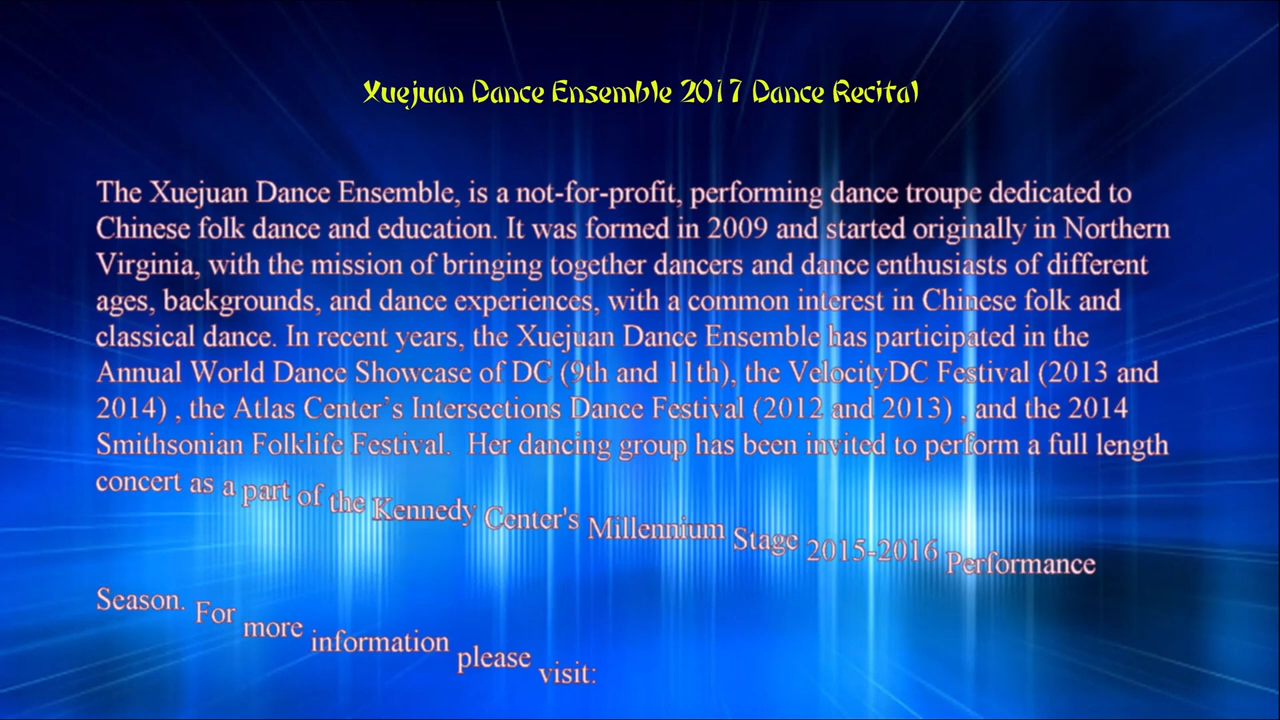 Xuejuan Dance Ensemble 2017 Dance Recital
The Xuejuan Dance Ensemble, is a not-for-profit, performing dance troupe dedicated to
Chinese folk dance and education. It was formed in 2009 and started originally in Northern
Virginia, with the mission of bringing together dancers and dance enthusiasts of different
ages, backgrounds, and dance experiences, with a common interest in Chinese folk and
classical dance. In recent years, the Xuejuan Dance Ensemble has participated in the
Annual World Dance Showcase of DC (9th and 11th), the VelocityDC Festival (2013 and
2014) , the Atlas Center’s Intersections Dance Festival (2012 and 2013) , and the 2014
Smithsonian Folklife Festival.  Her dancing group has been invited to perform a full length
concert as a part of the Kennedy Center's Millennium Stage 2015-2016 Performance
Season. For more information please visit: